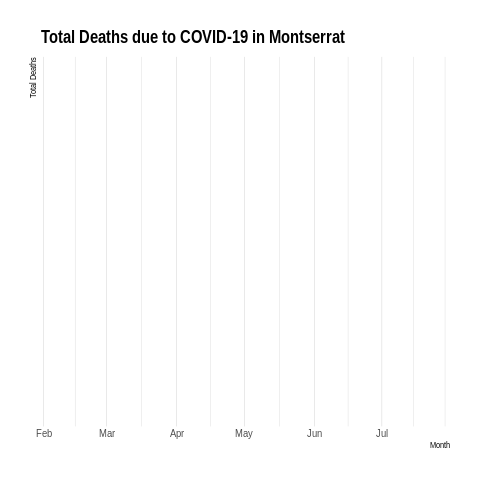 Total Deaths due to COVID-19 in Montserrat
Total Deaths
Feb Mar Apr May Jun Jul
Month